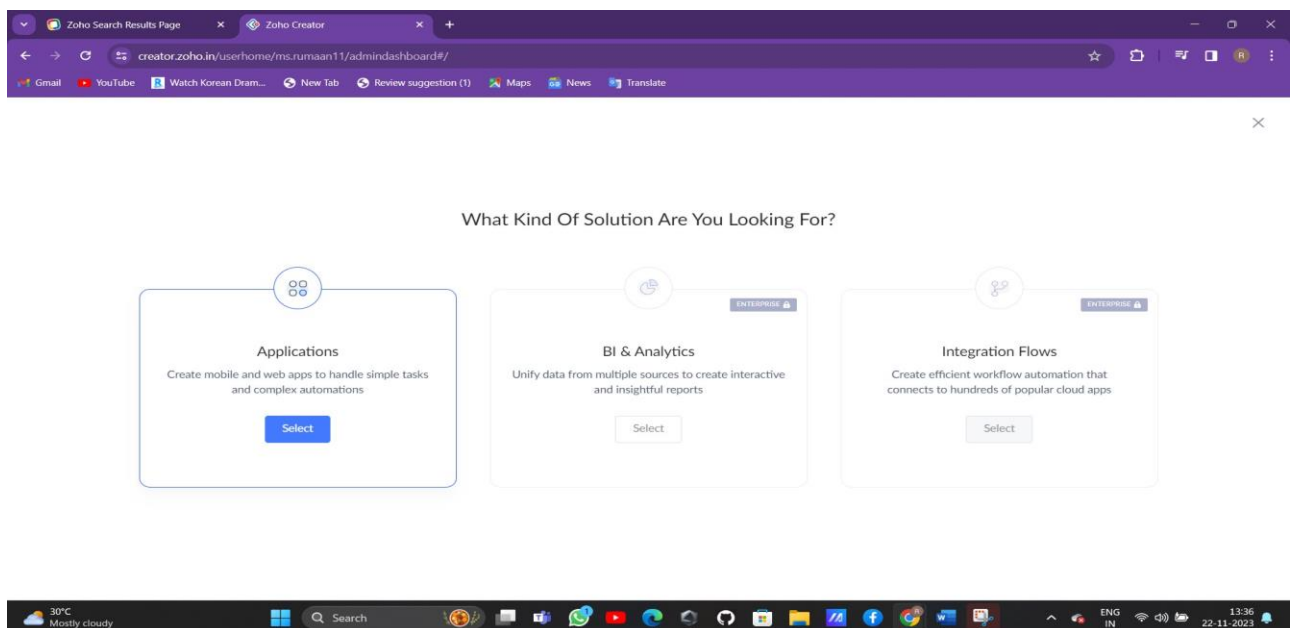 Zoho Search Results Page
Zoho Creator
creator.zoho.in/userhome/ms.rumaan11/admindashboard#/
R
Gmail
YouTube
Watch Korean Dram...
New Tab
Review suggestion (1)
Maps
News
Translate
What Kind Of Solution Are You Looking For?
ENTERPRISE
ENTERPRISE
Applications
BI & Analytics
Integration Flows
Create mobile and web apps to handle simple tasks
and complex automations
Unify data from multiple sources to create interactive
and insightful reports
Create efficient workflow automation that
connects to hundreds of popular cloud apps
Select
Select
Select
30°C
Mostly cloudy
Search
ENG
IN
13:36
22-11-2023